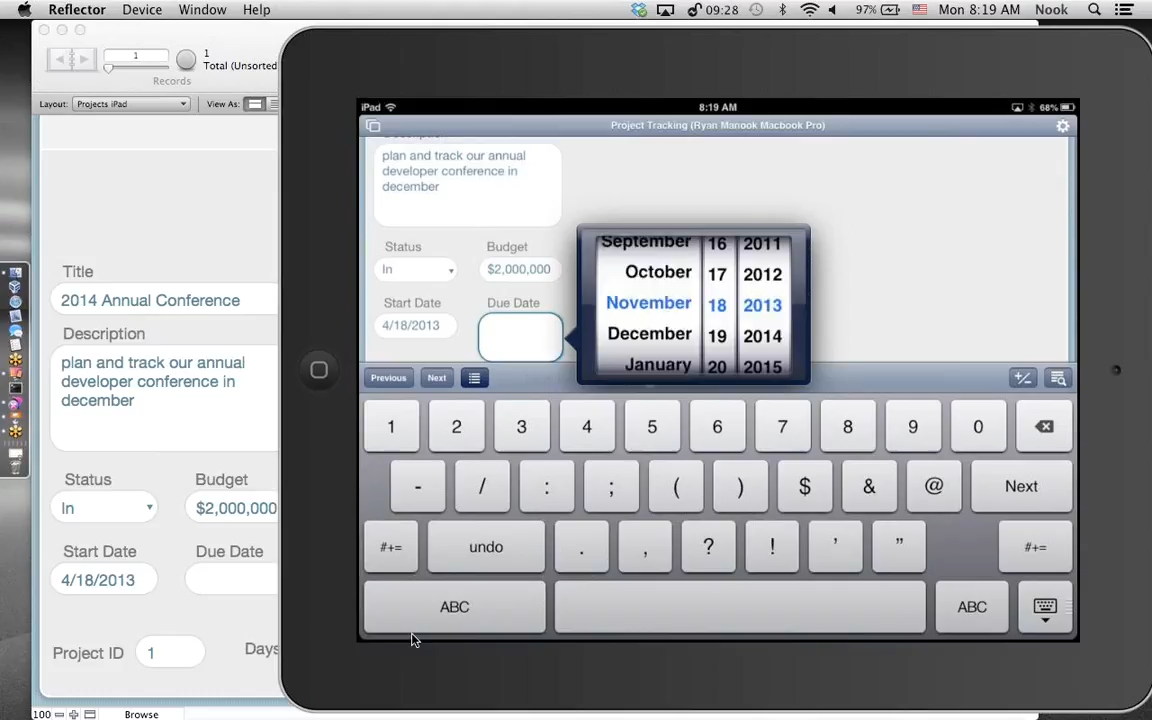 Reflector Device Window Help 09:28 97% Mon 8:19 AM Nook
1
1
Total (Unsorted
Records
Layout: Projects iPad View As:
Title
2014 Annual Conference
Description
plan and track our annual
developer conference in
december
Status Budget
In $2,000,000
Start Date Due Date
4/18/2013
Project ID 1 Days
100 Browse
iPad 8:19 AM 68%
Project Tracking (Ryan Manook Macbook Pro)
plan and track our annual
developer conference in
december
Status Budget
In $2,000,000
Start Date Due Date
4/18/2013
September 16 2011
October 17 2012
November 18 2013
December 19 2014
January 20 2015
Previous Next +/-
1 2 3 4 5 6 7 8 9 0
- / : ; ( ) $ & @ Next
#+= undo . , ? ! ' " #+=
ABC ABC